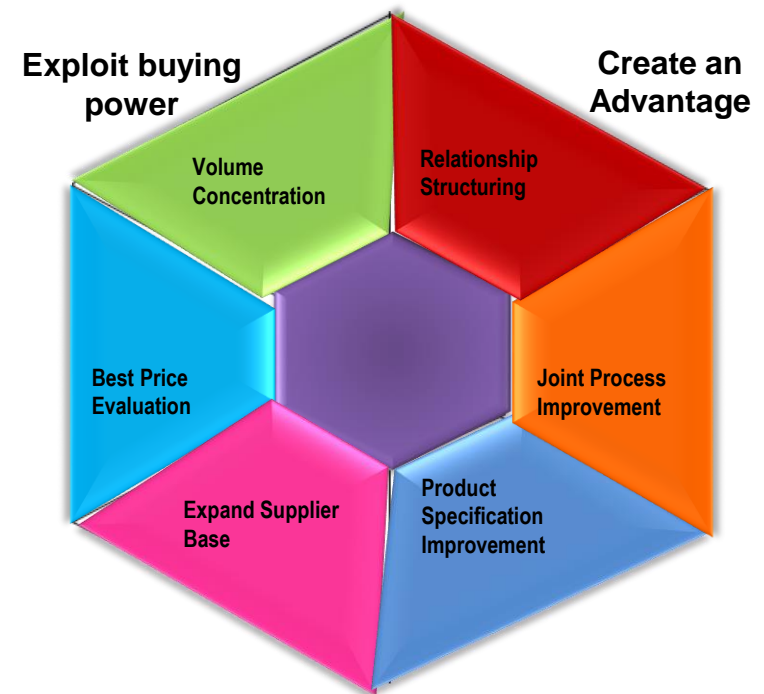 Exploit buying
power
Create an
Advantage
Volume
Concentration
Relationship
Structuring
Best Price
Evaluation
Joint Process
Improvement
Expand Supplier
Base
Product
Specification
Improvement